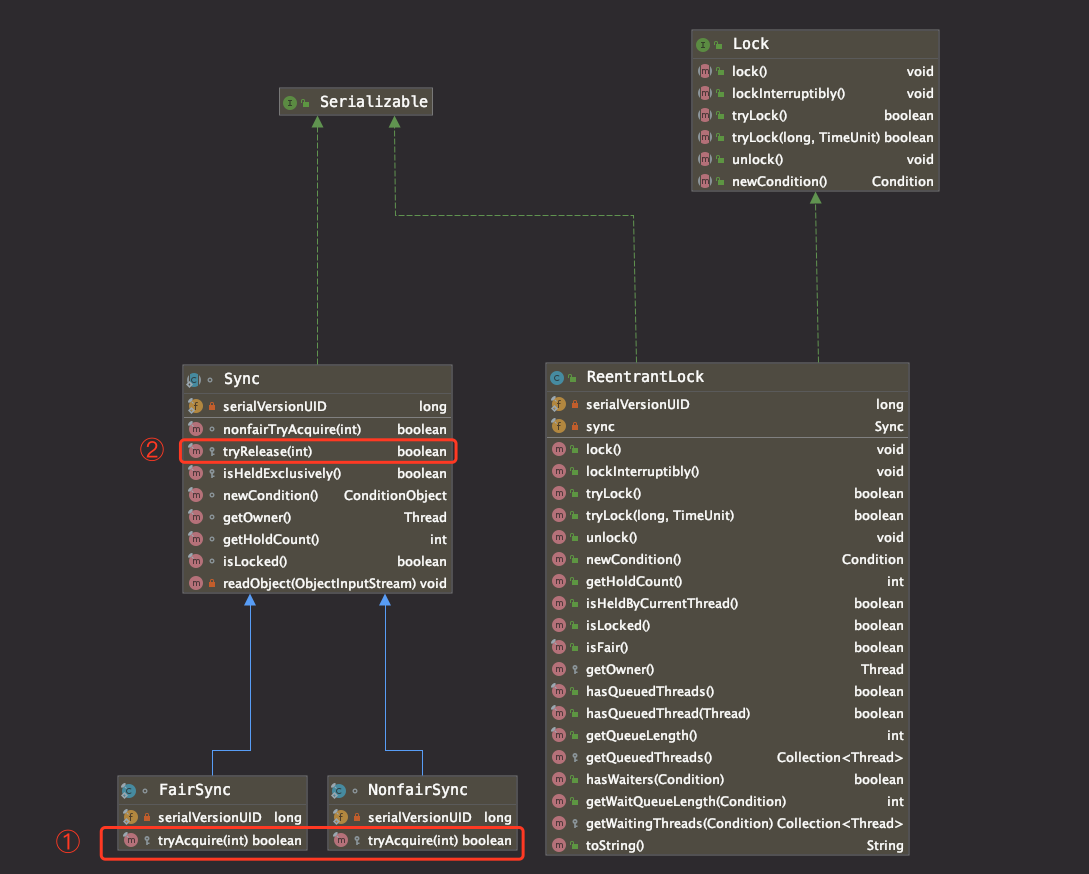 Lock
lock() void
lockInterruptibly() void
tryLock() boolean
tryLock(long, TimeUnit) boolean
unlock() void
newCondition() Condition
Serializable
Sync
serialVersionUID long
nonfairTryAcquire(int) boolean
② tryRelease(int) boolean
isHeldExclusively() boolean
newCondition() ConditionObject
getOwner() Thread
getHoldCount() int
isLocked() boolean
readObject(ObjectInputStream) void
ReentrantLock
serialVersionUID long
sync Sync
lock() void
lockInterruptibly() void
tryLock() boolean
tryLock(long, TimeUnit) boolean
unlock() void
newCondition() Condition
getHoldCount() int
isHeldByCurrentThread() boolean
isLocked() boolean
isFair() boolean
getOwner() Thread
hasQueuedThreads() boolean
hasQueuedThread(Thread) boolean
getQueueLength() int
getQueuedThreads() Collection<Thread>
hasWaiters(Condition) boolean
getWaitQueueLength(Condition) int
getWaitingThreads(Condition) Collection<Thread>
toString() String
FairSync
serialVersionUID long
① tryAcquire(int) boolean
NonfairSync
serialVersionUID long
tryAcquire(int) boolean